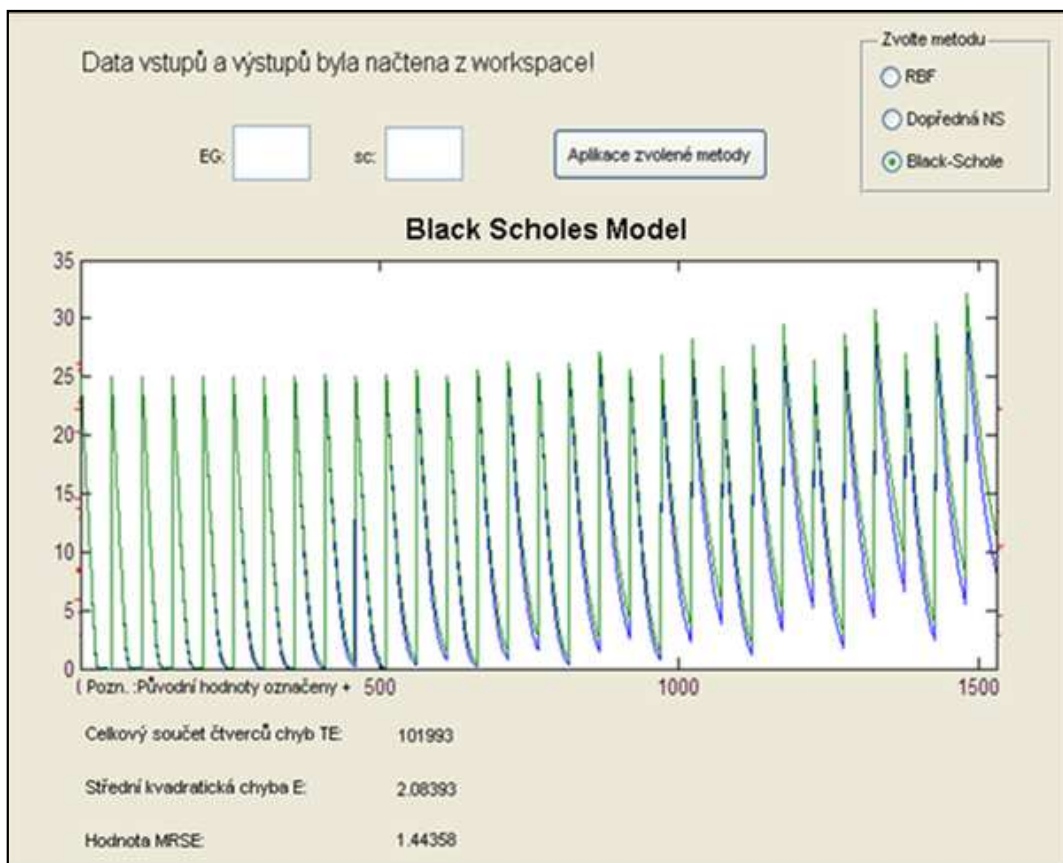 Data vstupů a výstupů byla načtena z workspace!
Zvolte metodu
RBF
Dopředná NS
Black-Schole
EG:
sc:
Aplikace zvolené metody
Black Scholes Model
35
30
25
20
15
10
5
0
500
1000
1500
Pozn. :Původní hodnoty označeny +
Celkový součet čtverců chyb TE: 101993
Střední kvadratická chyba E: 2.08393
Hodnota MRSE: 1.44358